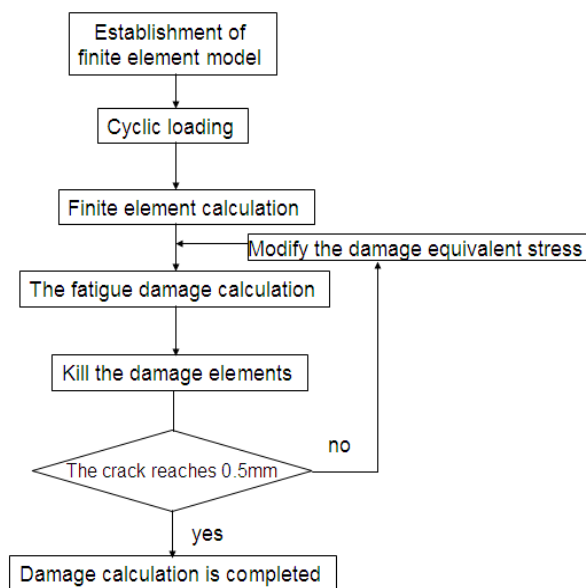 Establishment of
finite element model
Cyclic loading
Finite element calculation
Modify the damage equivalent stress
The fatigue damage calculation
Kill the damage elements
no
The crack reaches 0.5mm
yes
Damage calculation is completed